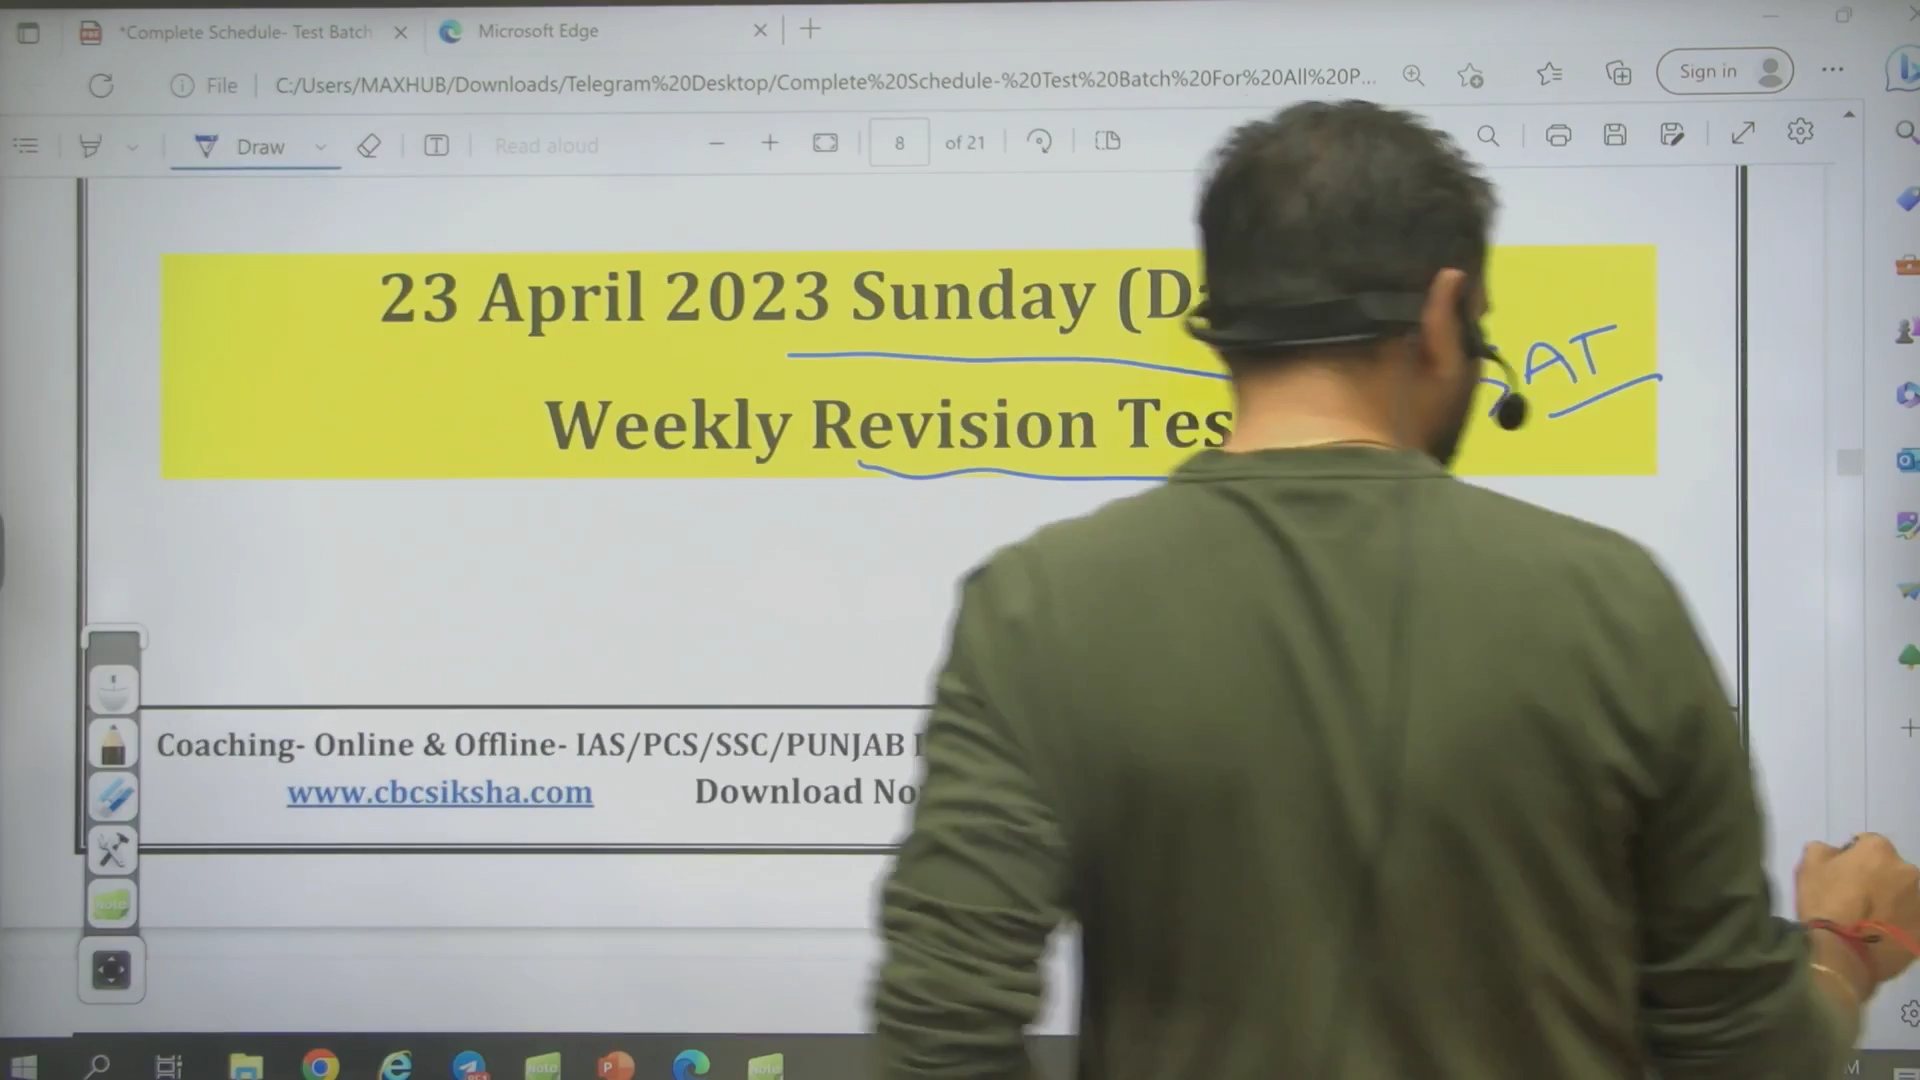 *Complete Schedule- Test Batch
Microsoft Edge
File
C:/Users/MAXHUB/Downloads/Telegram%20Desktop/Complete%20Schedule-%20Test%20Batch%20For%20All%20P...
Sign in
Draw
Read aloud
8 of 21
23 April 2023 Sunday
AT
Weekly Revision
Coaching- Online & Offline- IAS/PCS/SSC/PUNJAB
www.cbcsiksha.com Download